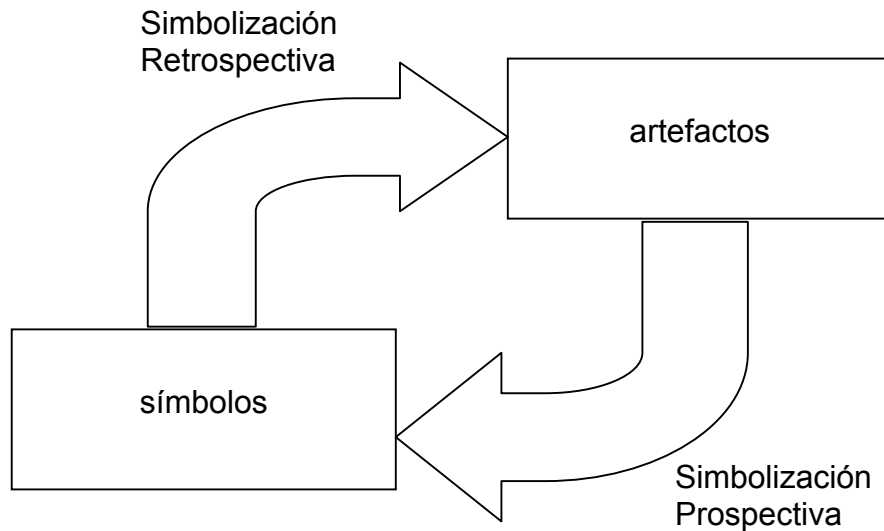 Simbolización
Retrospectiva
artefactos
símbolos
Simbolización
Prospectiva